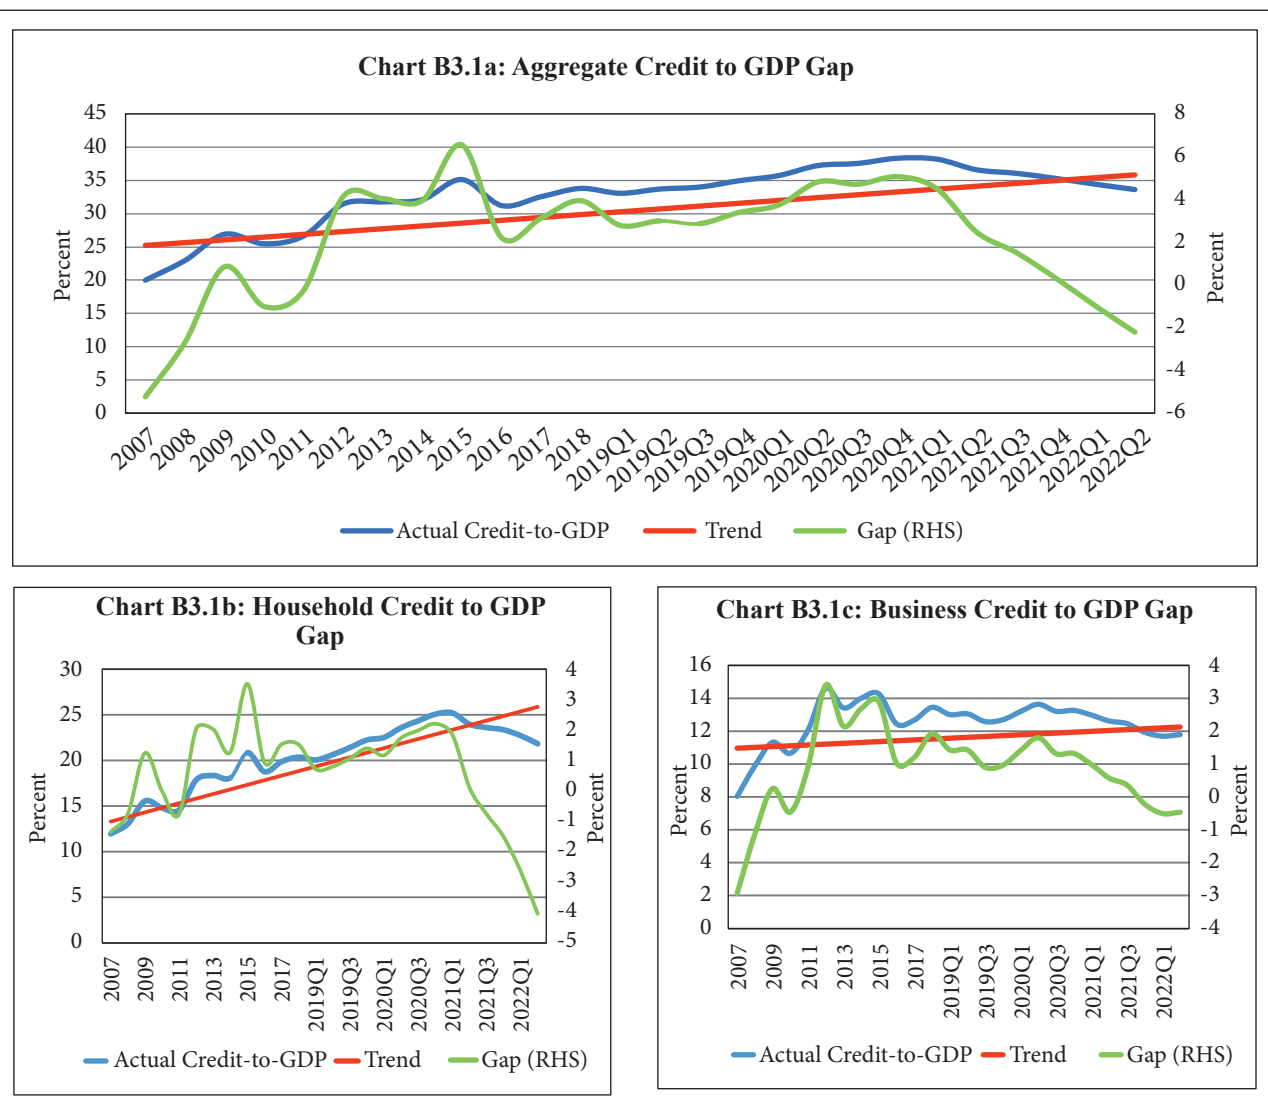 Chart B3.1a: Aggregate Credit to GDP Gap
45
40
35
30
25
20
15
10
5
0
Percent
8
6
4
2
0
-2
-4
-6
Percent
2007
2008
2009
2010
2011
2012
2013
2014
2015
2016
2017
2018
2019Q1
2019Q2
2019Q3
2019Q4
2020Q1
2020Q2
2020Q3
2020Q4
2021Q1
2021Q2
2021Q3
2021Q4
2022Q1
2022Q2
Actual Credit-to-GDP Trend Gap (RHS)
Chart B3.1b: Household Credit to GDP
Gap
30
25
20
15
10
5
0
Percent
4
3
2
1
0
-1
-2
-3
-4
-5
Percent
2007
2009
2011
2013
2015
2017
2019Q1
2019Q3
2020Q1
2020Q3
2021Q1
2021Q3
2022Q1
Actual Credit-to-GDP Trend Gap (RHS)
Chart B3.1c: Business Credit to GDP Gap
16
14
12
10
8
6
4
2
0
Percent
4
3
2
1
0
-1
-2
-3
-4
Percent
2007
2009
2011
2013
2015
2017
2019Q1
2019Q3
2020Q1
2020Q3
2021Q1
2021Q3
2022Q1
Actual Credit-to-GDP Trend Gap (RHS)